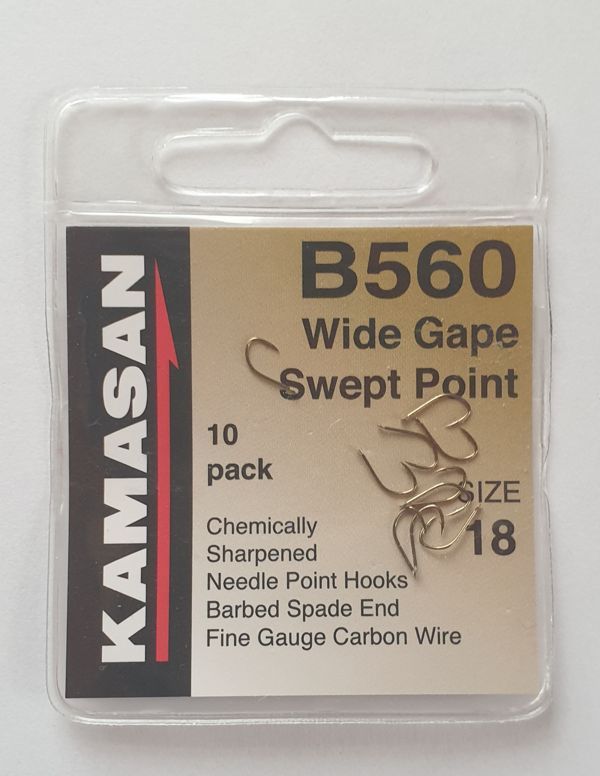 KAMASAN
B560
Wide Gape
Swept Point
10
pack
SIZE
18
Chemically
Sharpened
Needle Point Hooks
Barbed Spade End
Fine Gauge Carbon Wire